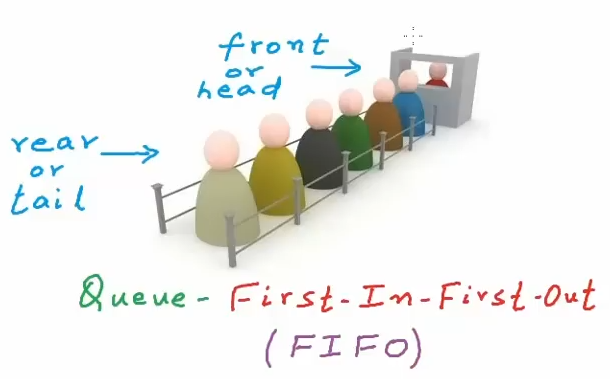 front
or
head
rear
or
tail
Queue - First-In-First-Out
(FIFO)